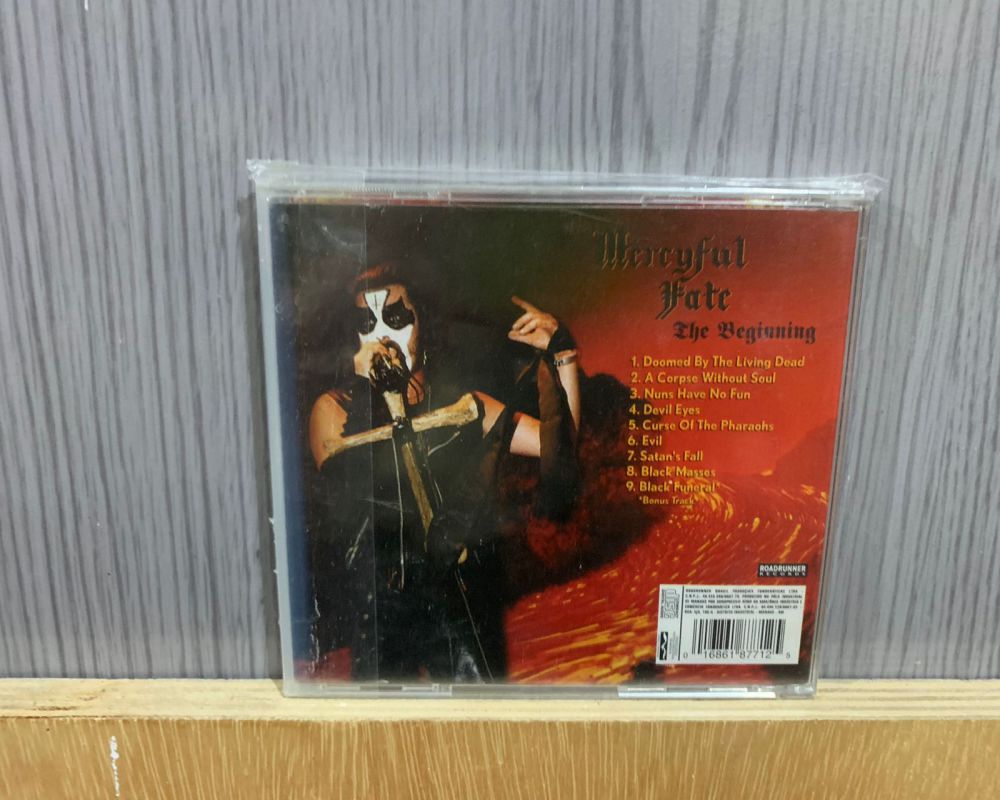 Mercyful
Fate
The Beginning
1. Doomed By The Living Dead
2. A Corpse Without Soul
3. Nuns Have No Fun
4. Devil Eyes
5. Curse Of The Pharaohs
6. Evil
7. Satan's Fall
8. Black Masses
9. Black Funeral*
*Bonus Track
ROADRUNNER
RECORDS
0 16861 87712 5